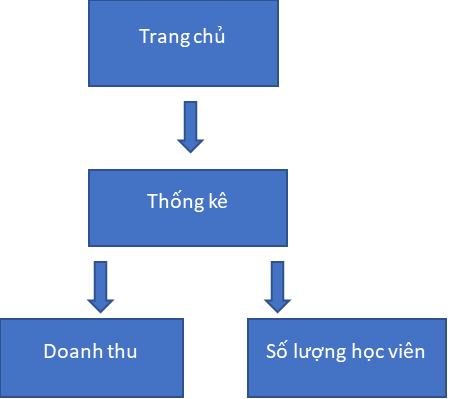 Trang chủ
Thống kê
Doanh thu
Số lượng học viên